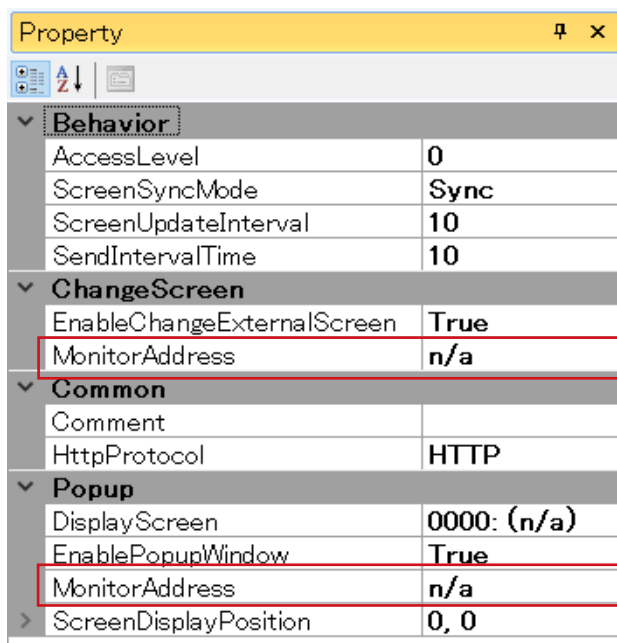 Property
Behavior
AccessLevel 0
ScreenSyncMode Sync
ScreenUpdateInterval 10
SendIntervalTime 10
ChangeScreen
EnableChangeExternalScreen True
MonitorAddress n/a
Common
Comment
HttpProtocol HTTP
Popup
DisplayScreen 0000: (n/a)
EnablePopupWindow True
MonitorAddress n/a
ScreenDisplayPosition 0, 0